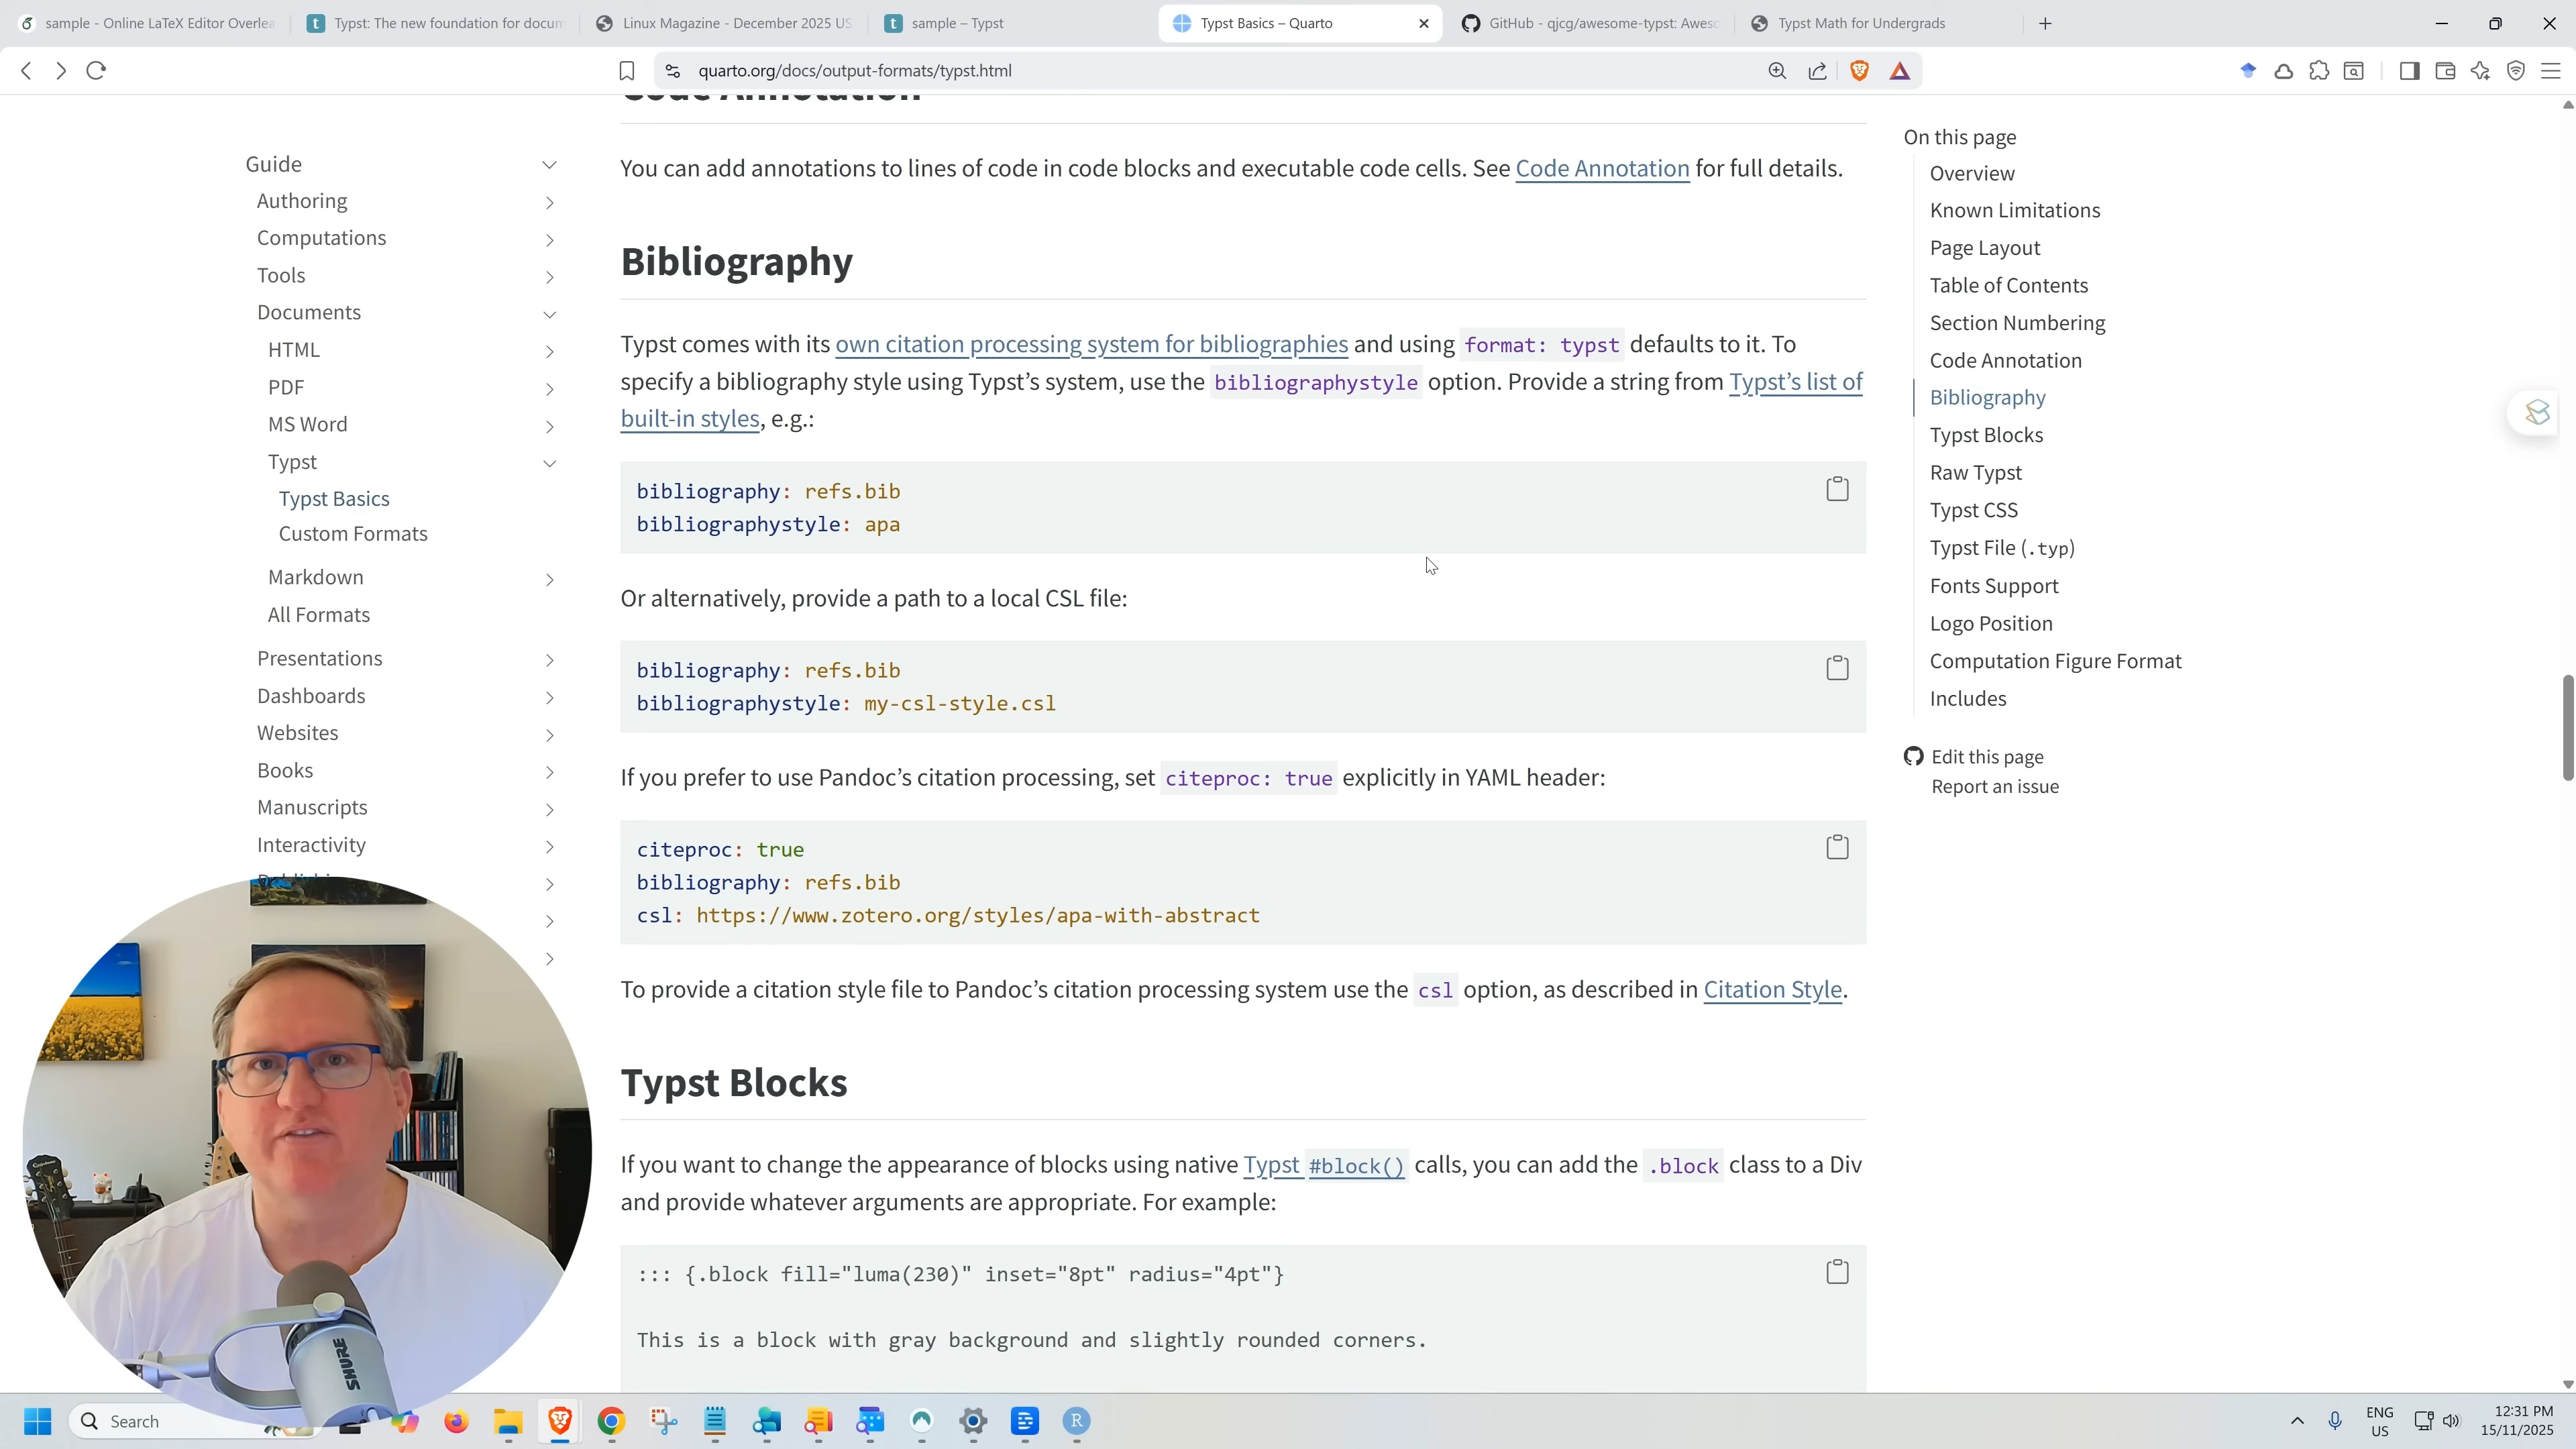 sample - Online LaTeX Editor Overlea
Typst: The new foundation for docum
Linux Magazine - December 2025 US
sample – Typst
Typst Basics – Quarto
GitHub - qjcg/awesome-typst: Aweso
Typst Math for Undergrads
quarto.org/docs/output-formats/typst.html
Guide
Authoring
Computations
Tools
Documents
HTML
PDF
MS Word
Typst
Typst Basics
Custom Formats
Markdown
All Formats
Presentations
Dashboards
Websites
Books
Manuscripts
Interactivity
Code Annotation
You can add annotations to lines of code in code blocks and executable code cells. See Code Annotation for full details.
Bibliography
Typst comes with its own citation processing system for bibliographies and using format: typst defaults to it. To
specify a bibliography style using Typst’s system, use the bibliographystyle option. Provide a string from Typst’s list of
built-in styles, e.g.:
bibliography: refs.bib
bibliographystyle: apa
Or alternatively, provide a path to a local CSL file:
bibliography: refs.bib
bibliographystyle: my-csl-style.csl
If you prefer to use Pandoc’s citation processing, set citeproc: true explicitly in YAML header:
citeproc: true
bibliography: refs.bib
csl: https://www.zotero.org/styles/apa-with-abstract
To provide a citation style file to Pandoc’s citation processing system use the csl option, as described in Citation Style.
Typst Blocks
If you want to change the appearance of blocks using native Typst #block() calls, you can add the .block class to a Div
and provide whatever arguments are appropriate. For example:
::: {.block fill="luma(230)" inset="8pt" radius="4pt"}
This is a block with gray background and slightly rounded corners.
On this page
Overview
Known Limitations
Page Layout
Table of Contents
Section Numbering
Code Annotation
Bibliography
Typst Blocks
Raw Typst
Typst CSS
Typst File (.typ)
Fonts Support
Logo Position
Computation Figure Format
Includes
Edit this page
Report an issue
SHURE
Search
ENG
US
12:31 PM
15/11/2025